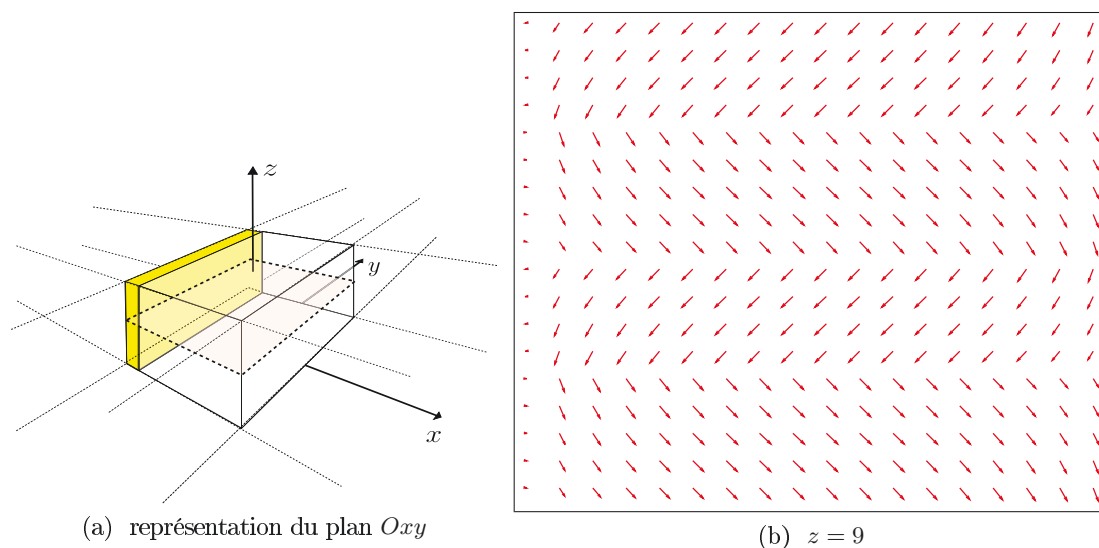 z
y
x
(a) représentation du plan Oxy
(b) z = 9